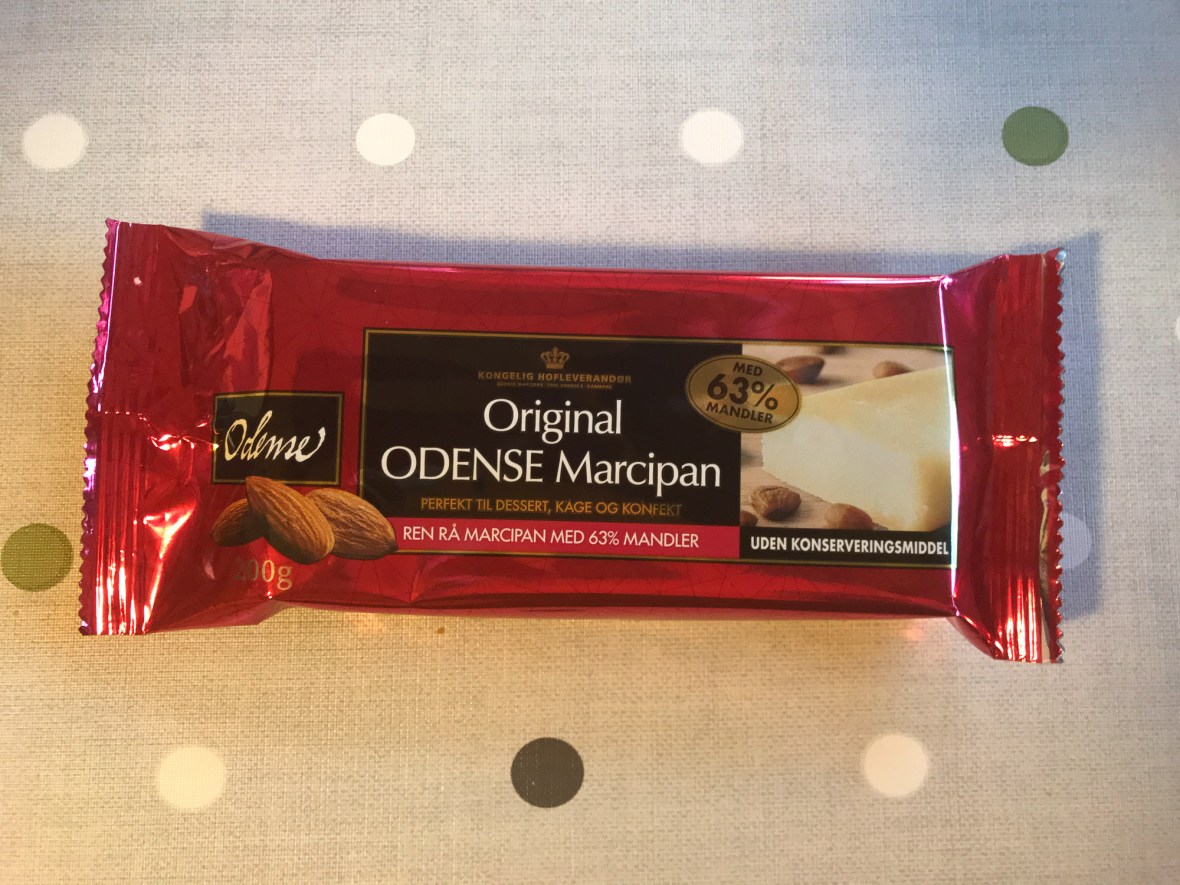 Odense
KONGELIG HOFLEVERANDØR
Original
ODENSE Marcipan
PERFEKT TIL DESSERT, KAGE OG KONFEKT
REN RÅ MARCIPAN MED 63% MANDLER
MED
63%
MANDLER
UDEN KONSERVERINGSMIDDEL